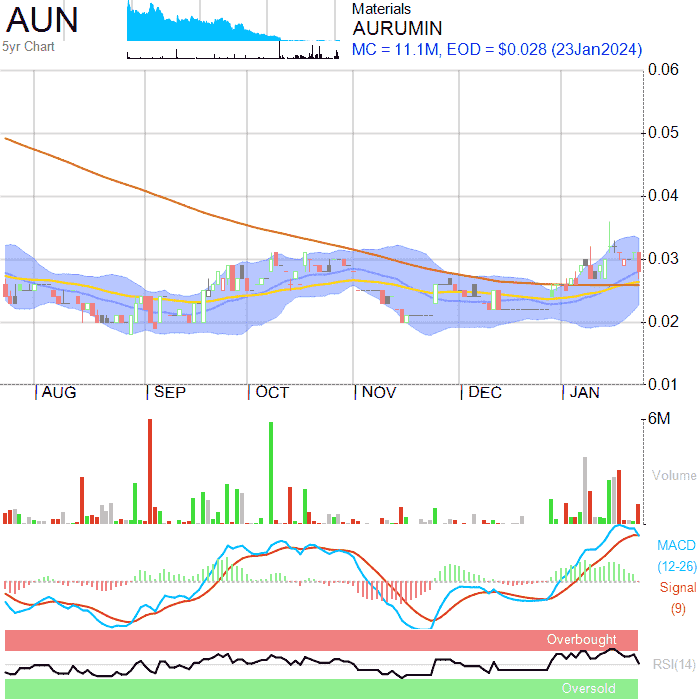 AUN
5yr Chart
Materials
AURUMIN
MC = 11.1M, EOD = $0.028 (23Jan2024)
0.06
0.05
0.04
0.03
0.02
0.01
AUG SEP OCT NOV DEC JAN
6M
Volume
MACD
(12-26)
Signal
(9)
Overbought
RSI(14)
Oversold